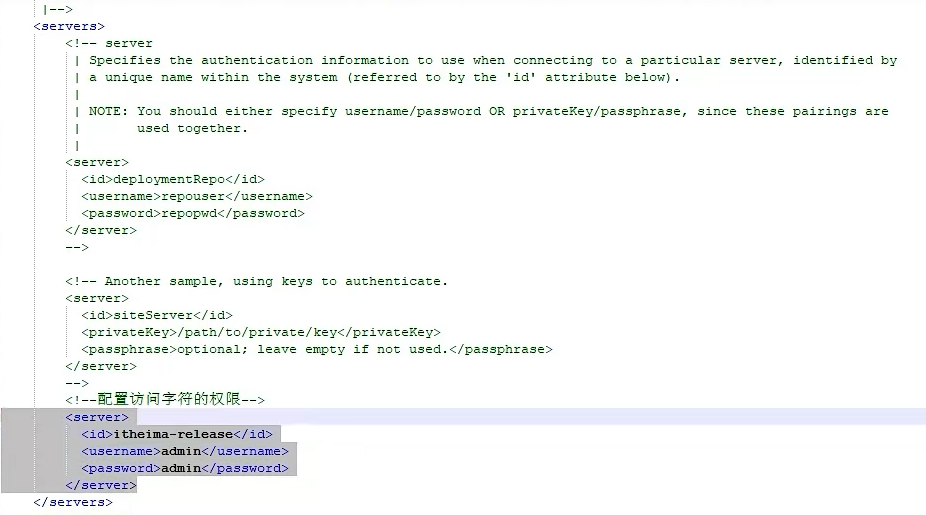 |-->
<servers>
<!-- server
| Specifies the authentication information to use when connecting to a particular server, identified by
| a unique name within the system (referred to by the 'id' attribute below).
|
| NOTE: You should either specify username/password OR privateKey/passphrase, since these pairings are
|       used together.
|
<server>
<id>deploymentRepo</id>
<username>repouser</username>
<password>repopwd</password>
</server>
-->
<!-- Another sample, using keys to authenticate.
<server>
<id>siteServer</id>
<privateKey>/path/to/private/key</privateKey>
<passphrase>optional; leave empty if not used.</passphrase>
</server>
-->
<!--配置访问字符的权限-->
<server>
<id>itheima-release</id>
<username>admin</username>
<password>admin</password>
</server>
</servers>